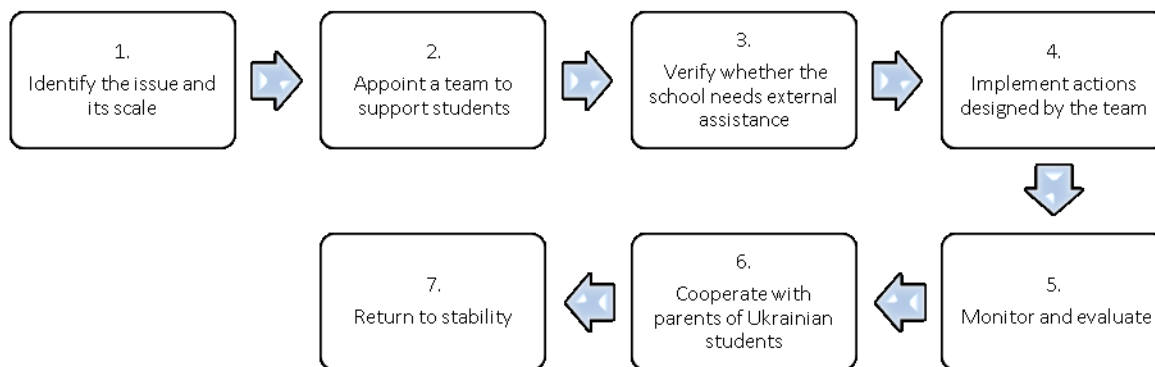 1.
Identify the issue and
its scale
2.
Appoint a team to
support students
3.
Verify whether the
school needs external
assistance
4.
Implement actions
designed by the team
5.
Monitor and evaluate
6.
Cooperate with
parents of Ukrainian
students
7.
Return to stability